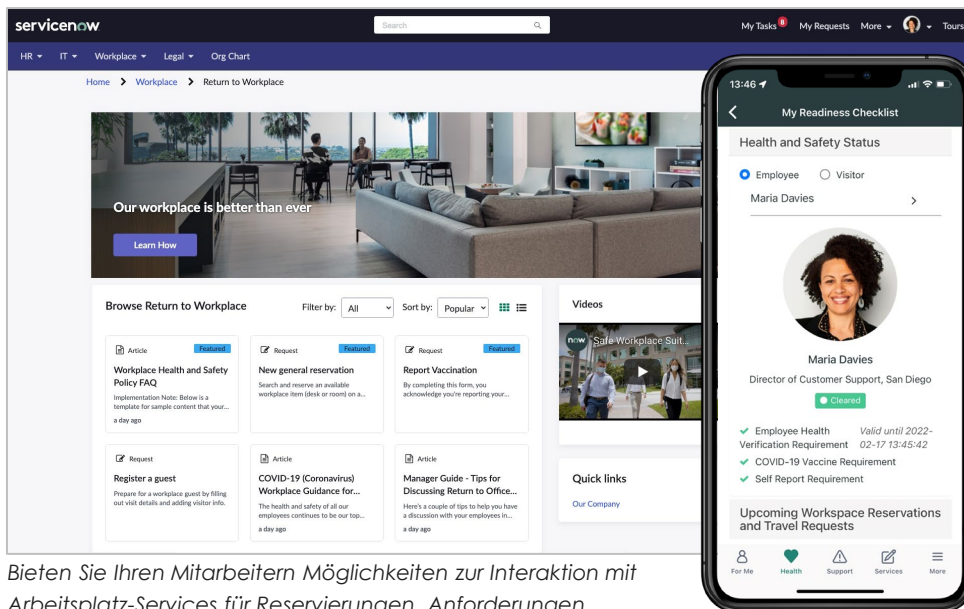 servicenow
Search
My Tasks 8 My Requests More Tours
HR IT Workplace Legal Org Chart
Home Workplace Return to Workplace
Our workplace is better than ever
Learn How
Browse Return to Workplace
Filter by: All Sort by: Popular
Article Featured
Workplace Health and Safety
Policy FAQ
Implementation Note: Below is a
template for sample content that your...
a day ago
Request Featured
New general reservation
Search and reserve an available
workplace item (desk or room) on a...
Request Featured
Report Vaccination
By completing this form, you
acknowledge you're reporting your...
Request
Register a guest
Prepare for a workplace guest by filling
out visit details and adding visitor info.
Article
COVID-19 (Coronavirus)
Workplace Guidance for...
The health and safety of all our
employees continues to be our top...
a day ago
Article
Manager Guide - Tips for
Discussing Return to Office...
Here's a couple of tips to help you have
a discussion with your employees in...
a day ago
Videos
now Safe Workplace Suit...
Quick links
Our Company
13:46
My Readiness Checklist
Health and Safety Status
Employee Visitor
Maria Davies
Maria Davies
Director of Customer Support, San Diego
Cleared
Employee Health Valid until 2022-
Verification Requirement 02-17 13:45:42
COVID-19 Vaccine Requirement
Self Report Requirement
Upcoming Workspace Reservations
and Travel Requests
For Me Health Support Services More
Bieten Sie Ihren Mitarbeitern Möglichkeiten zur Interaktion mit
Arbeitsplatz-Services für Reservierungen, Anforderungen